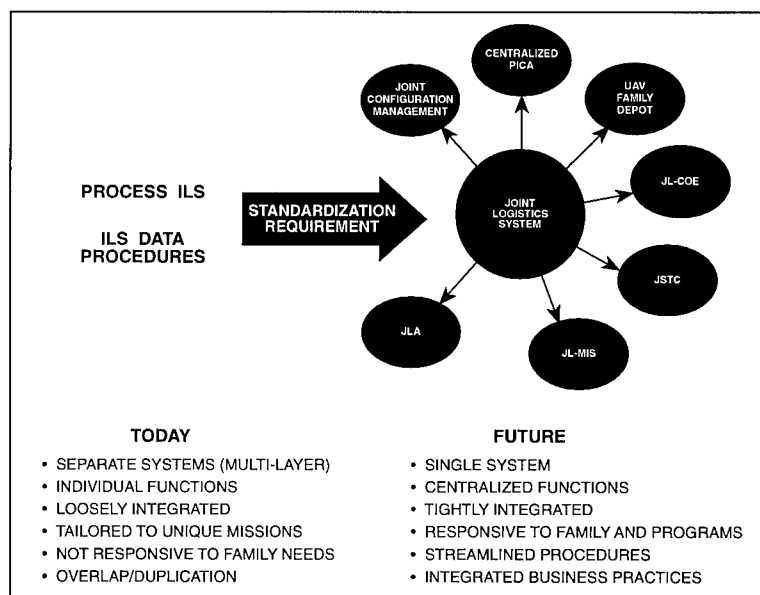 CENTRALIZED
PICA
JOINT
CONFIGURATION
MANAGEMENT
UAV
FAMILY
DEPOT
PROCESS ILS
ILS DATA
PROCEDURES
STANDARDIZATION
REQUIREMENT
JOINT
LOGISTICS
SYSTEM
JL-COE
JSTC
JLA
JL-MIS
TODAY
• SEPARATE SYSTEMS (MULTI-LAYER)
• INDIVIDUAL FUNCTIONS
• LOOSELY INTEGRATED
• TAILORED TO UNIQUE MISSIONS
• NOT RESPONSIVE TO FAMILY NEEDS
• OVERLAP/DUPLICATION
FUTURE
• SINGLE SYSTEM
• CENTRALIZED FUNCTIONS
• TIGHTLY INTEGRATED
• RESPONSIVE TO FAMILY AND PROGRAMS
• STREAMLINED PROCEDURES
• INTEGRATED BUSINESS PRACTICES